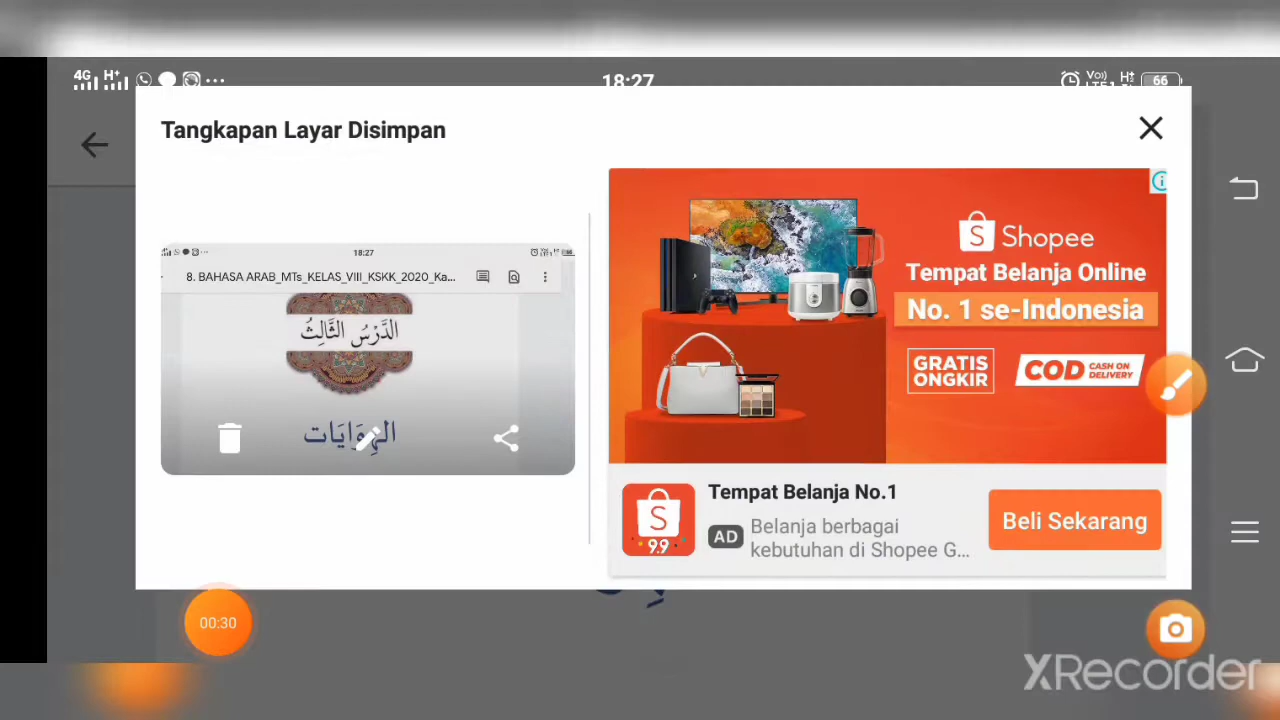 4G H+ ...
18:27
66
Tangkapan Layar Disimpan
18:27
8. BAHASA ARAB_MTs_KELAS_VIII_KSKK_2020_Ka...
الدَّرْسُ الثَّالِثُ
الهِوَايَات
Shopee
Tempat Belanja Online
No. 1 se-Indonesia
GRATIS
ONGKIR
COD CASH ON
DELIVERY
Tempat Belanja No.1
AD
Belanja berbagai
kebutuhan di Shopee G...
9.9
Beli Sekarang
00:30
XRecorder